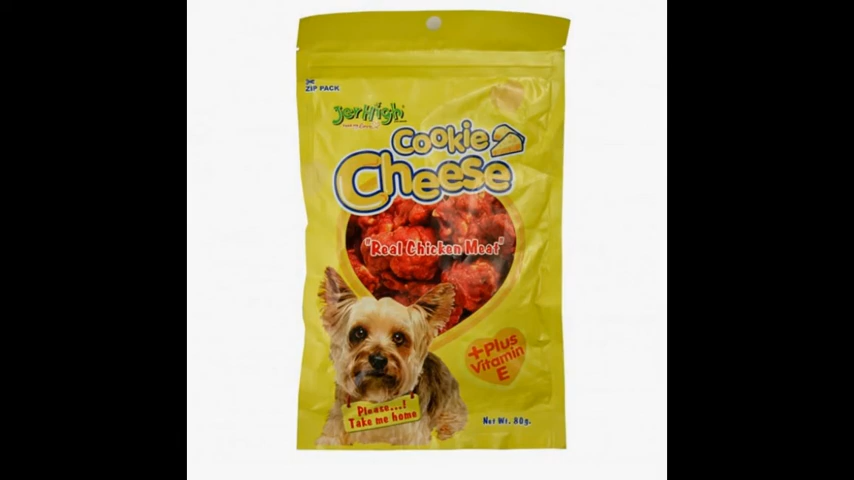 ZIP PACK
JerHigh
Cookie
Cheese
"Real Chicken Meat"
+Plus
Vitamin
E
Please...!
Take me home
Net Wt. 80g.